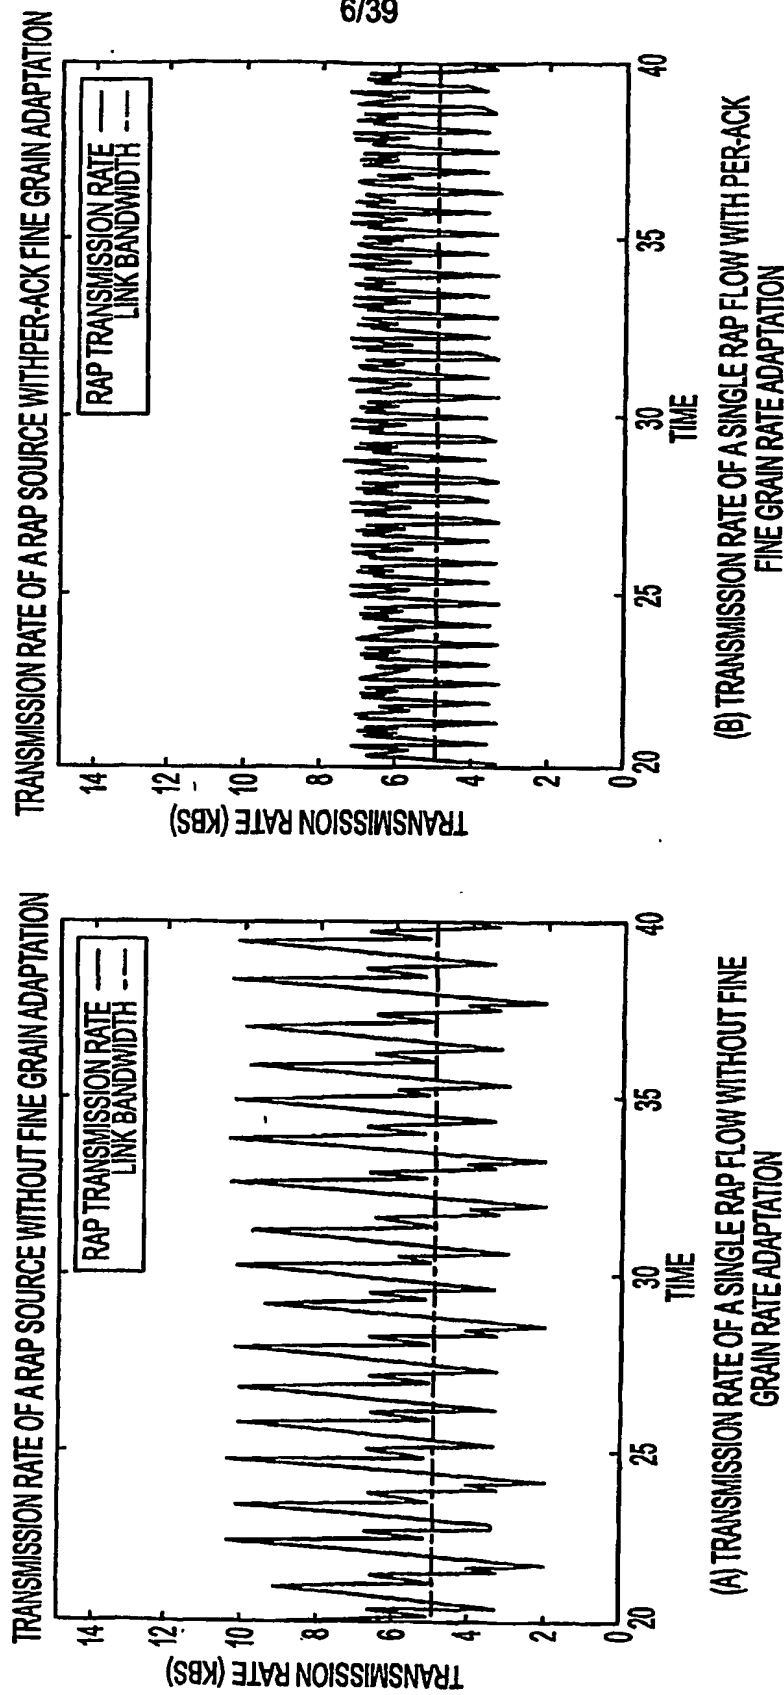 6/39
TRANSMISSION RATE OF A RAP SOURCE WITHOUT FINE GRAIN ADAPTATION
RAP TRANSMISSION RATE
LINK BANDWIDTH
TRANSMISSION RATE (KBS)
14
12
10
8
6
4
2
0
20
25
30
35
40
TIME
(A) TRANSMISSION RATE OF A SINGLE RAP FLOW WITHOUT FINE
GRAIN RATE ADAPTATION
TRANSMISSION RATE OF A RAP SOURCE WITHPER-ACK FINE GRAIN ADAPTATION
RAP TRANSMISSION RATE
LINK BANDWIDTH
TRANSMISSION RATE (KBS)
14
12
10
8
6
4
2
0
20
25
30
35
40
TIME
(B) TRANSMISSION RATE OF A SINGLE RAP FLOW WITH PER-ACK
FINE GRAIN RATE ADAPTATION